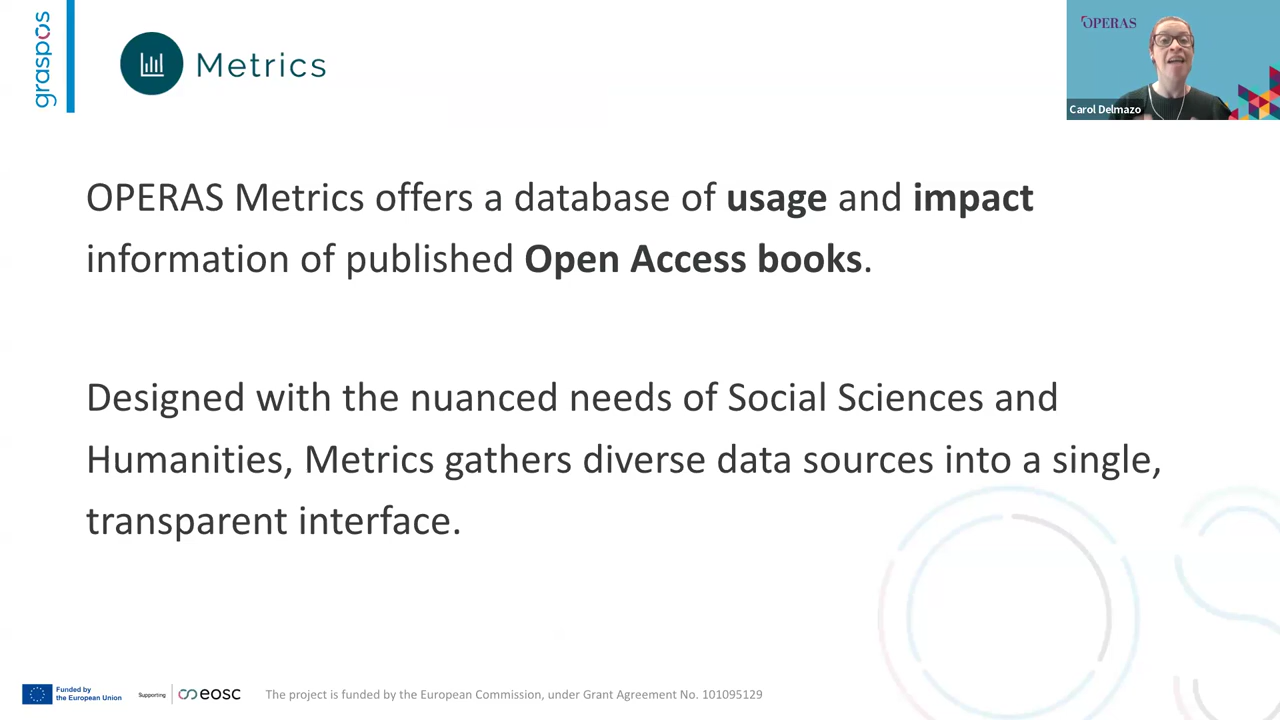 graspos
Metrics
OPERAS
Carol Delmazo
OPERAS Metrics offers a database of usage and impact
information of published Open Access books.
Designed with the nuanced needs of Social Sciences and
Humanities, Metrics gathers diverse data sources into a single,
transparent interface.
Funded by
the European Union
Supporting
eosc
The project is funded by the European Commission, under Grant Agreement No. 101095129